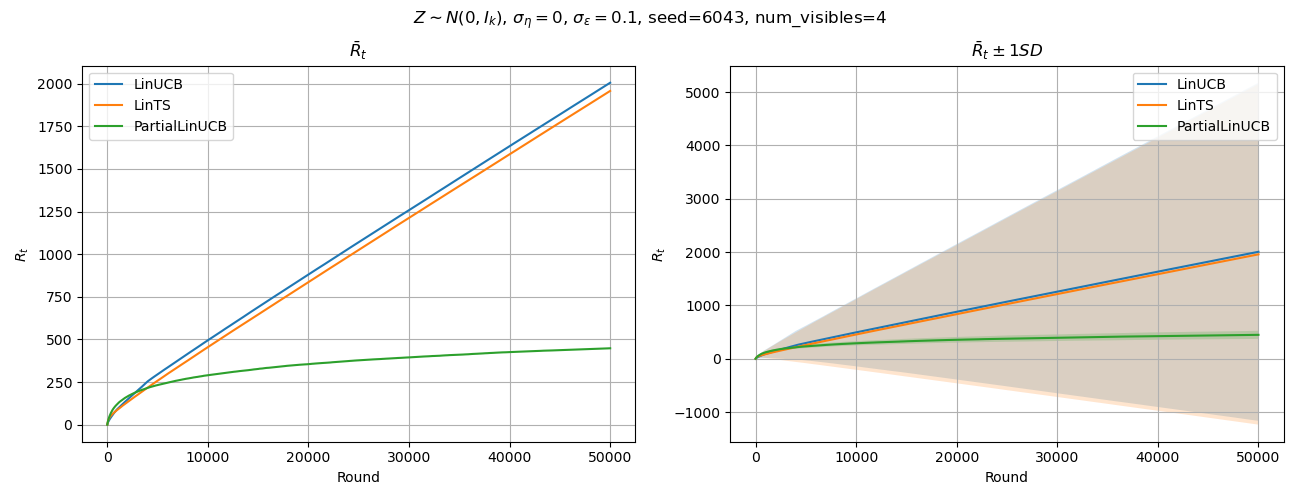 Z ∼ N(0, I_k), σ_η = 0, σ_ε = 0.1, seed=6043, num_visibles=4
R̄_t
2000
1750
1500
1250
1000
750
500
250
0
R_t
LinUCB
LinTS
PartialLinUCB
0 10000 20000 30000 40000 50000
Round
R̄_t ± 1SD
5000
4000
3000
2000
1000
0
−1000
R_t
LinUCB
LinTS
PartialLinUCB
0 10000 20000 30000 40000 50000
Round